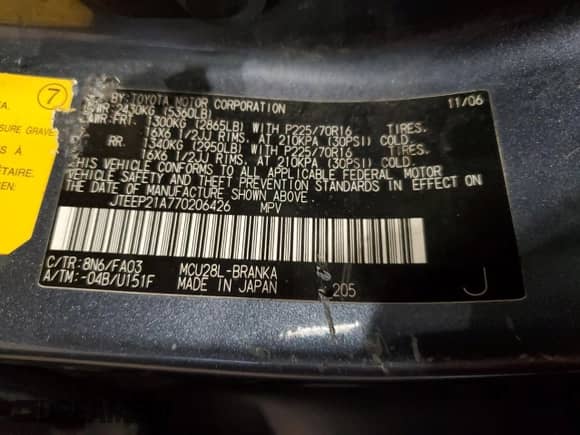 7
A.
SURE GRAVE
ÉTAIRE.
EN:
BY: TOYOTA MOTOR CORPORATION 11/06
GVWR 2430KG (5360LB)
GAWR FRT. 1300KG (2865LB) WITH P225/70R16 TIRES.
16X6 1/2JJ RIMS. AT 210KPA (30PSI) COLD
RR. 1340KG (2950LB) WITH P225/70R16 TIRES.
16X6 1/2JJ RIMS. AT 210KPA (30PSI) COLD
THIS VEHICLE CONFORMS TO ALL APPLICABLE FEDERAL MOTOR
VEHICLE SAFETY AND THEFT PREVENTION STANDARDS IN EFFECT ON
THE DATE OF MANUFACTURE SHOWN ABOVE.
JTEEP21A770206426 MPV
C/TR: 8N6/FA03 MCU28L-BRANKA
A/TM: -04B/U151F MADE IN JAPAN 205 J